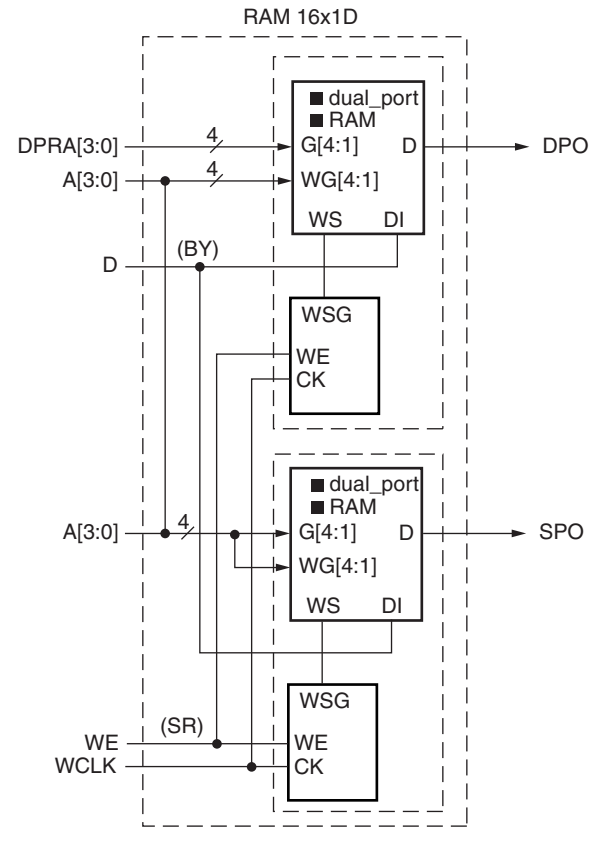 RAM 16x1D
dual_port
RAM
DPRA[3:0] 4 G[4:1] D DPO
A[3:0] 4 WG[4:1]
WS DI
(BY)
D
WSG
WE
CK
dual_port
RAM
A[3:0] 4 G[4:1] D SPO
WG[4:1]
WS DI
WSG
(SR)
WE WE
WCLK CK